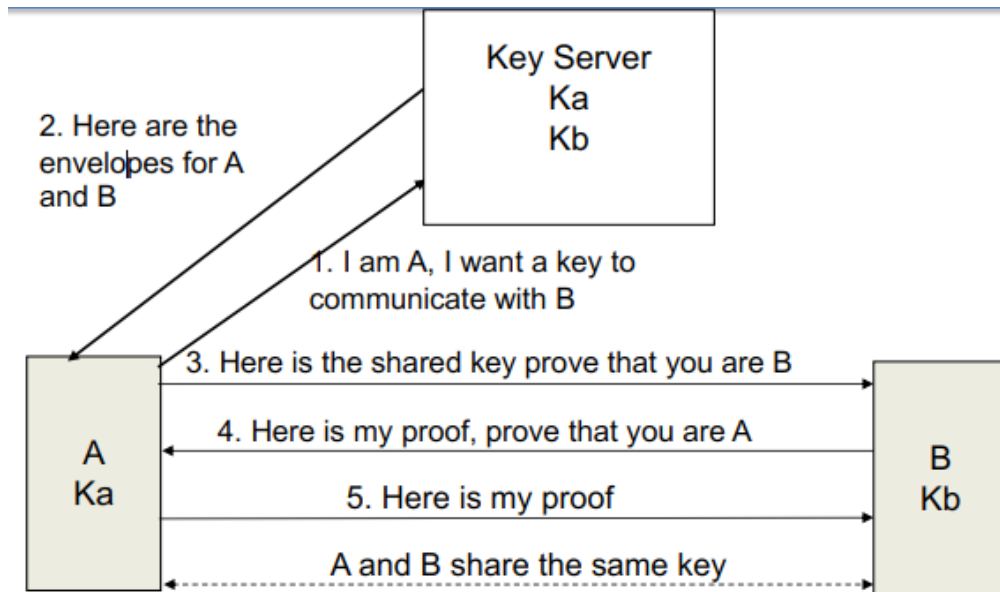 Key Server
Ka
Kb
2. Here are the
envelopes for A
and B
1. I am A, I want a key to
communicate with B
3. Here is the shared key prove that you are B
4. Here is my proof, prove that you are A
5. Here is my proof
A and B share the same key
A
Ka
B
Kb